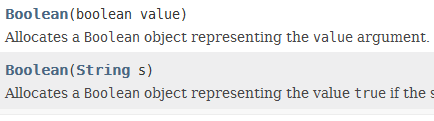 Boolean(boolean value)
Allocates a Boolean object representing the value argument.
Boolean(String s)
Allocates a Boolean object representing the value true if the